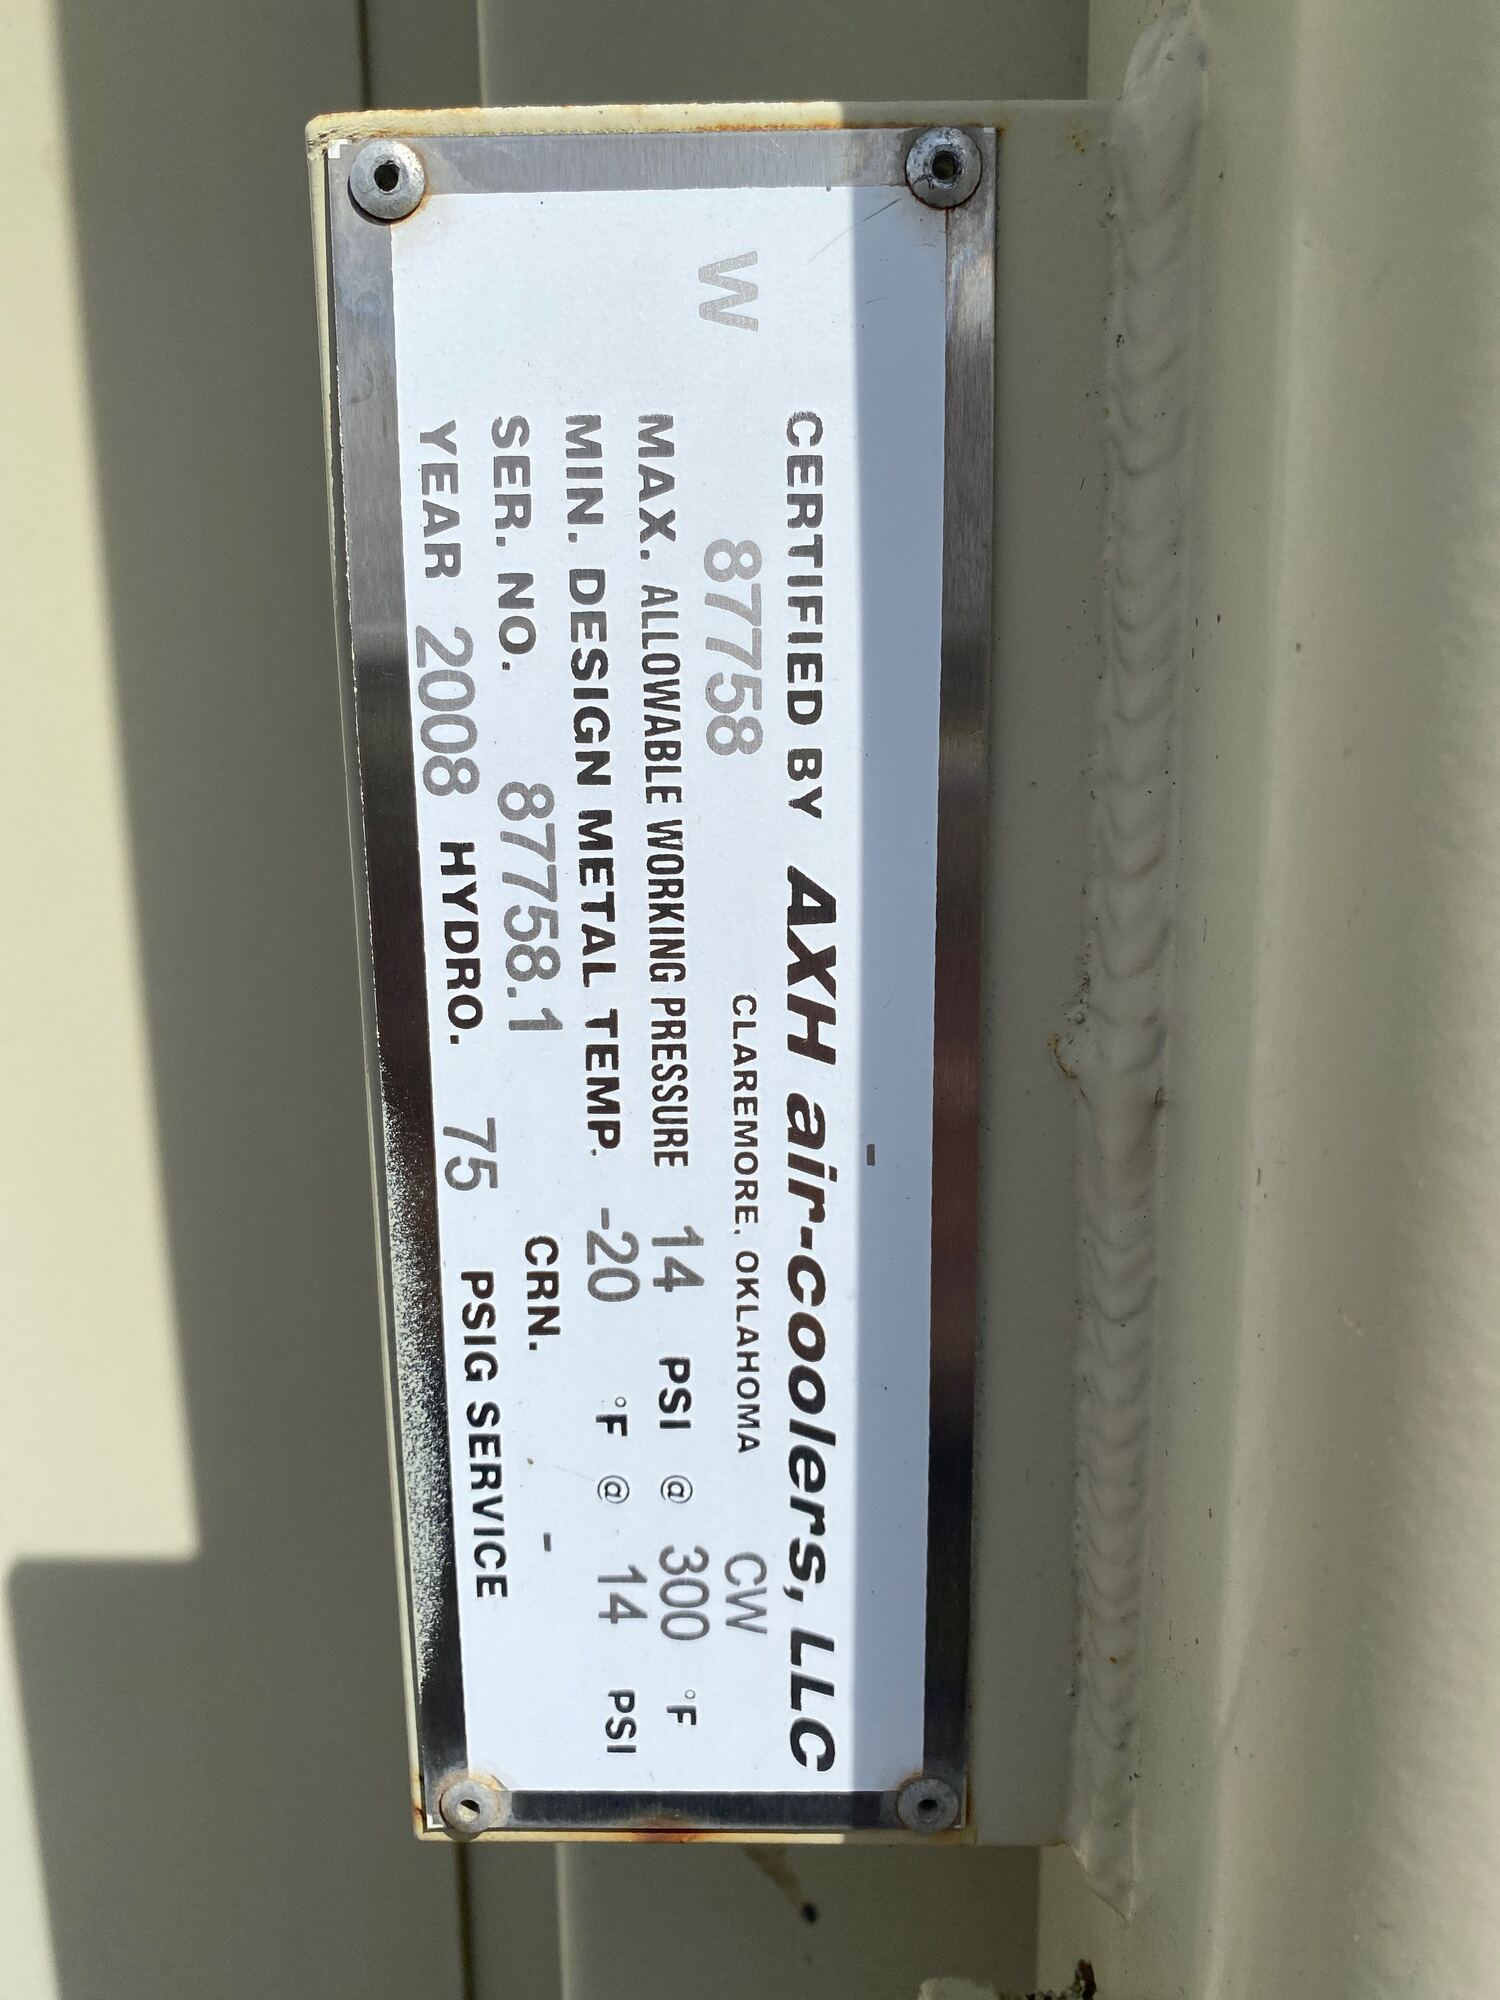 -
CERTIFIED BY AXH air-coolers, LLC
W 87758 CLAREMORE, OKLAHOMA CW
MAX. ALLOWABLE WORKING PRESSURE 14 PSI @ 300 °F
MIN. DESIGN METAL TEMP. -20 °F @ 14 PSI
SER. NO. 87758.1 CRN. -
YEAR 2008 HYDRO. 75 PSIG SERVICE